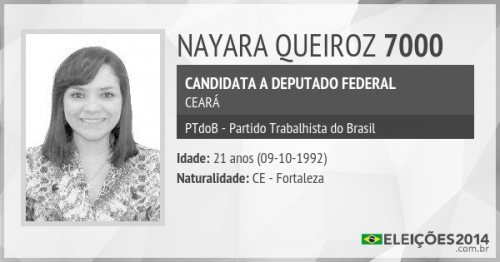 NAYARA QUEIROZ 7000
CANDIDATA A DEPUTADO FEDERAL
CEARÁ
PTdoB - Partido Trabalhista do Brasil
Idade: 21 anos (09-10-1992)
Naturalidade: CE - Fortaleza
ELEIÇÕES2014
.com.br